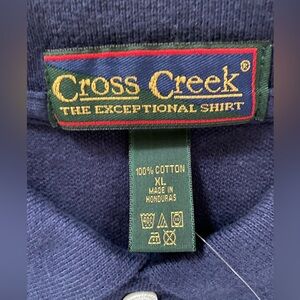 Cross Creek®
THE EXCEPTIONAL SHIRT
100% COTTON
XL
MADE IN
HONDURAS